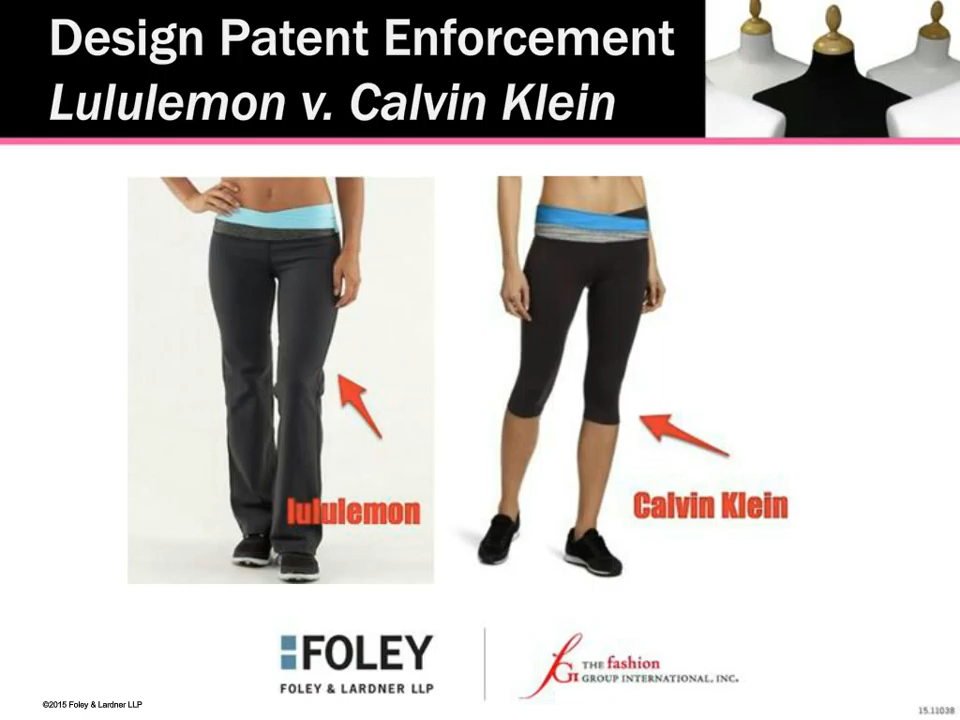 Design Patent Enforcement
Lululemon v. Calvin Klein
lululemon
Calvin Klein
FOLEY
FOLEY & LARDNER LLP
fGI THE fashion
GROUP INTERNATIONAL, INC.
©2015 Foley & Lardner LLP
15.11038